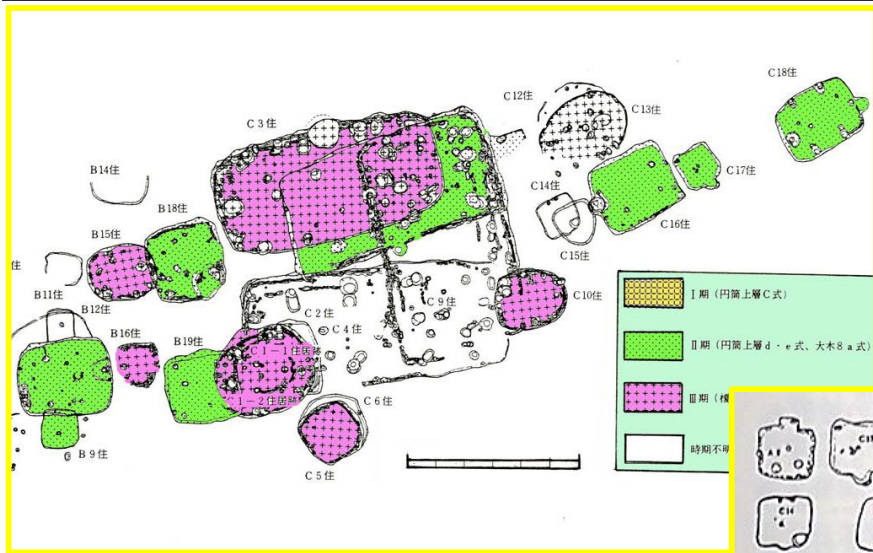 C18住
C12住
C13住
C3住
C17住
B14住
B18住
C14住
C16住
B15住
C15住
住
B11住
B12住
C2住
C9住
C10住
C4住
B16住
B19住
C1-1住居跡
C1-2住居跡
C6住
B9住
C5住
I期(円筒上層C式)
II期(円筒上層d・e式、大木8a式)
III期(
時期不明